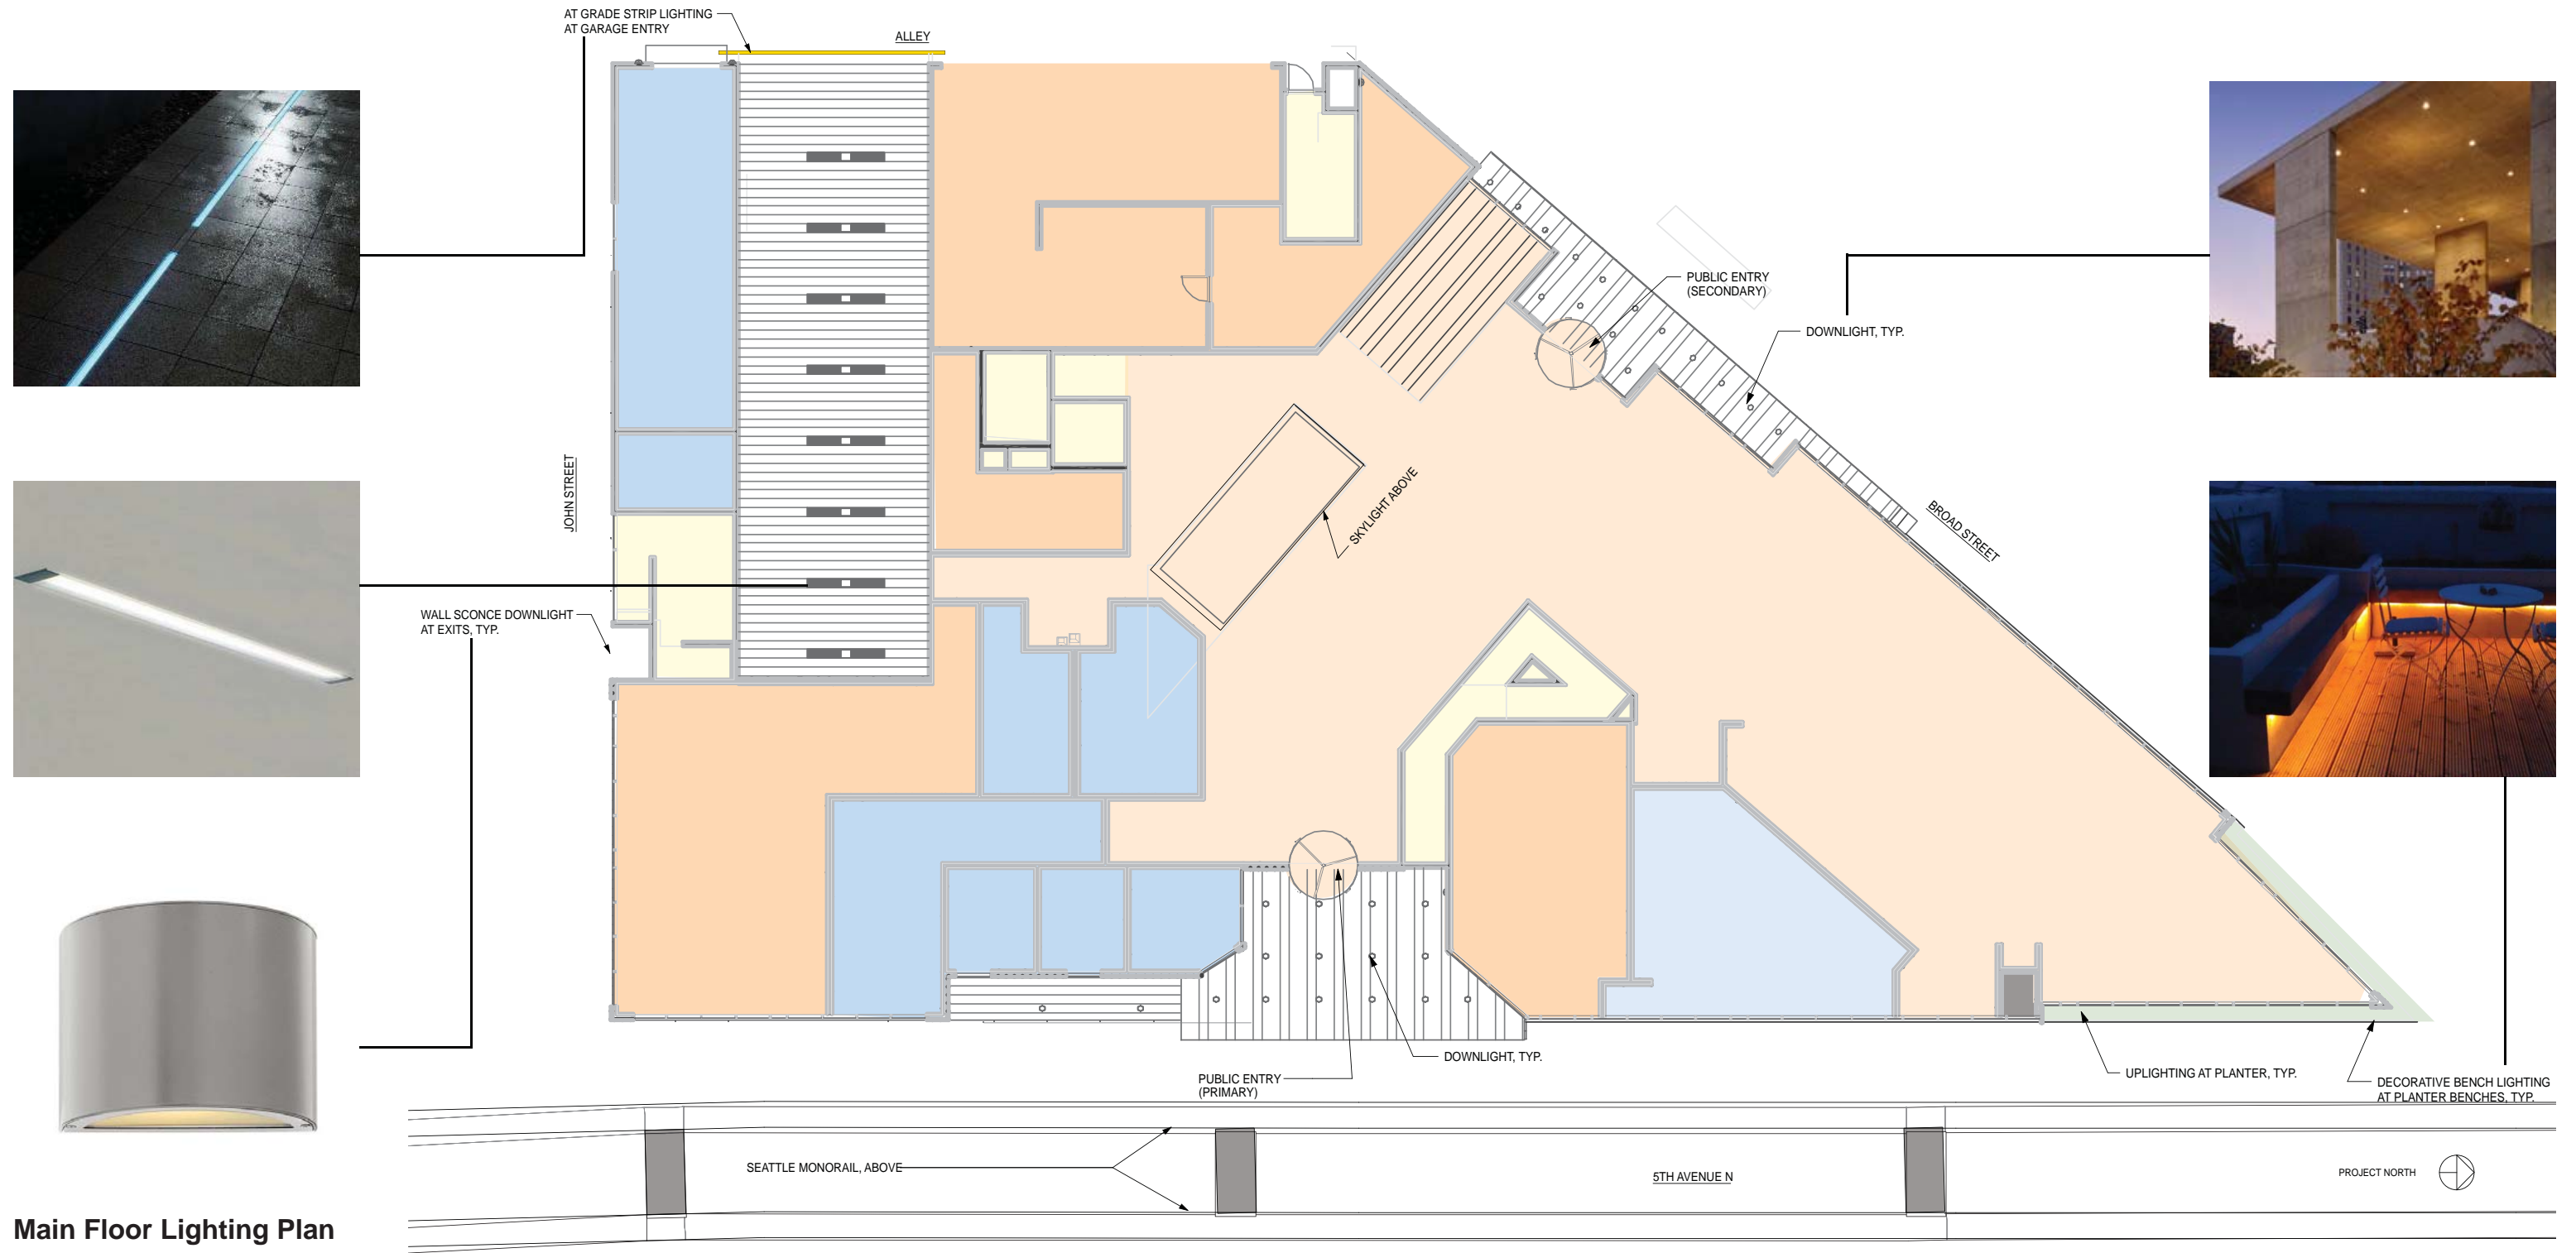 AT GRADE STRIP LIGHTING
AT GARAGE ENTRY
ALLEY
PUBLIC ENTRY
(SECONDARY)
DOWNLIGHT, TYP.
JOHN STREET
SKYLIGHT ABOVE
BROAD STREET
WALL SCONCE DOWNLIGHT
AT EXITS, TYP.
DOWNLIGHT, TYP.
PUBLIC ENTRY
(PRIMARY)
UPLIGHTING AT PLANTER, TYP.
DECORATIVE BENCH LIGHTING
AT PLANTER BENCHES, TYP.
SEATTLE MONORAIL, ABOVE
5TH AVENUE N
PROJECT NORTH
Main Floor Lighting Plan